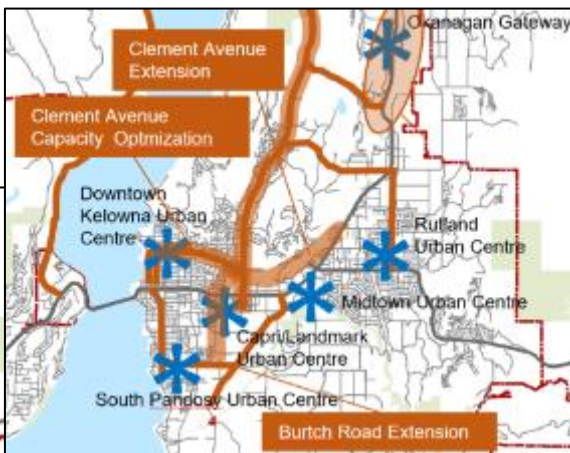 Okanagan Gateway
Clement Avenue
Extension
Clement Avenue
Capacity Optmization
Downtown
Kelowna Urban
Centre
Rutland
Urban Centre
Midtown Urban Centre
Capri/Landmark
Urban Centre
South Pandosy Urban Centre
Burtch Road Extension